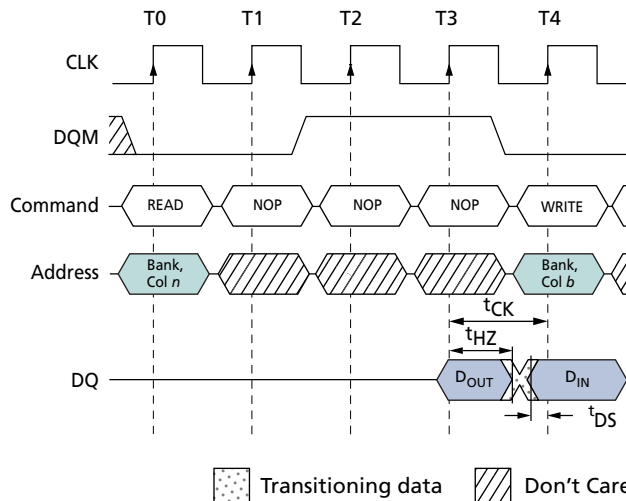 T0 T1 T2 T3 T4
CLK
DQM
Command READ NOP NOP NOP WRITE
Address Bank, Col n Bank, Col b
tCK
tHZ
DQ DOUT DIN
tDS
Transitioning data Don't Care